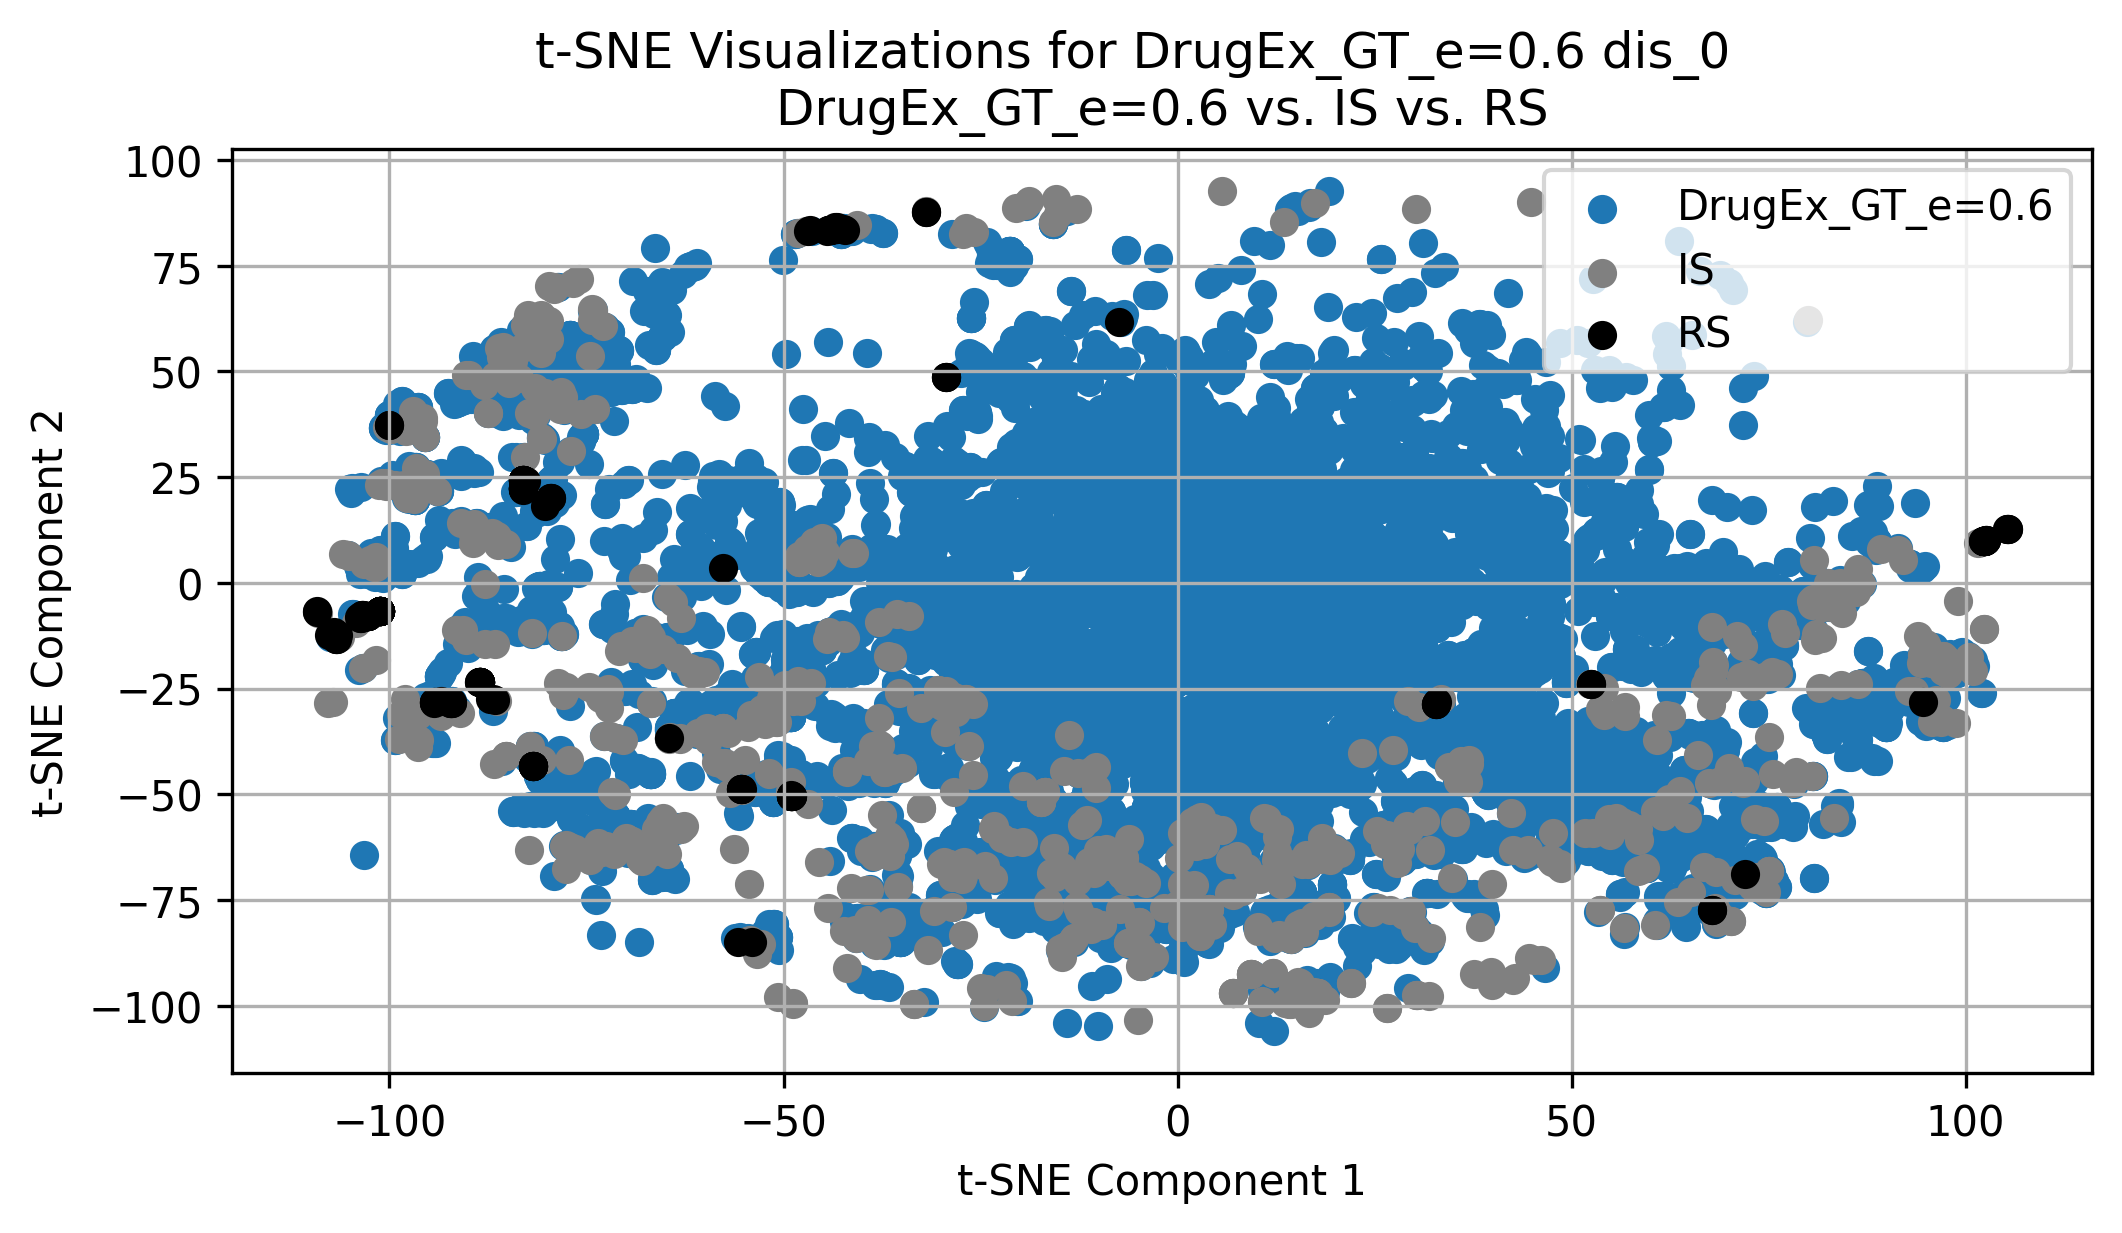 t-SNE Visualizations for DrugEx_GT_e=0.6 dis_0
DrugEx_GT_e=0.6 vs. IS vs. RS
DrugEx_GT_e=0.6
IS
RS
t-SNE Component 2
100
75
50
25
0
−25
−50
−75
−100
−100
−50
0
50
100
t-SNE Component 1